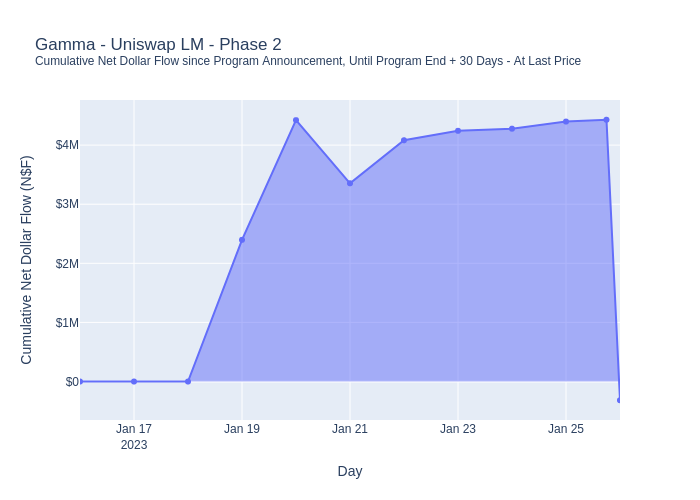 Gamma - Uniswap LM - Phase 2
Cumulative Net Dollar Flow since Program Announcement, Until Program End + 30 Days - At Last Price
Cumulative Net Dollar Flow (N$F)
$4M
$3M
$2M
$1M
$0
Jan 17 Jan 19 Jan 21 Jan 23 Jan 25
2023
Day